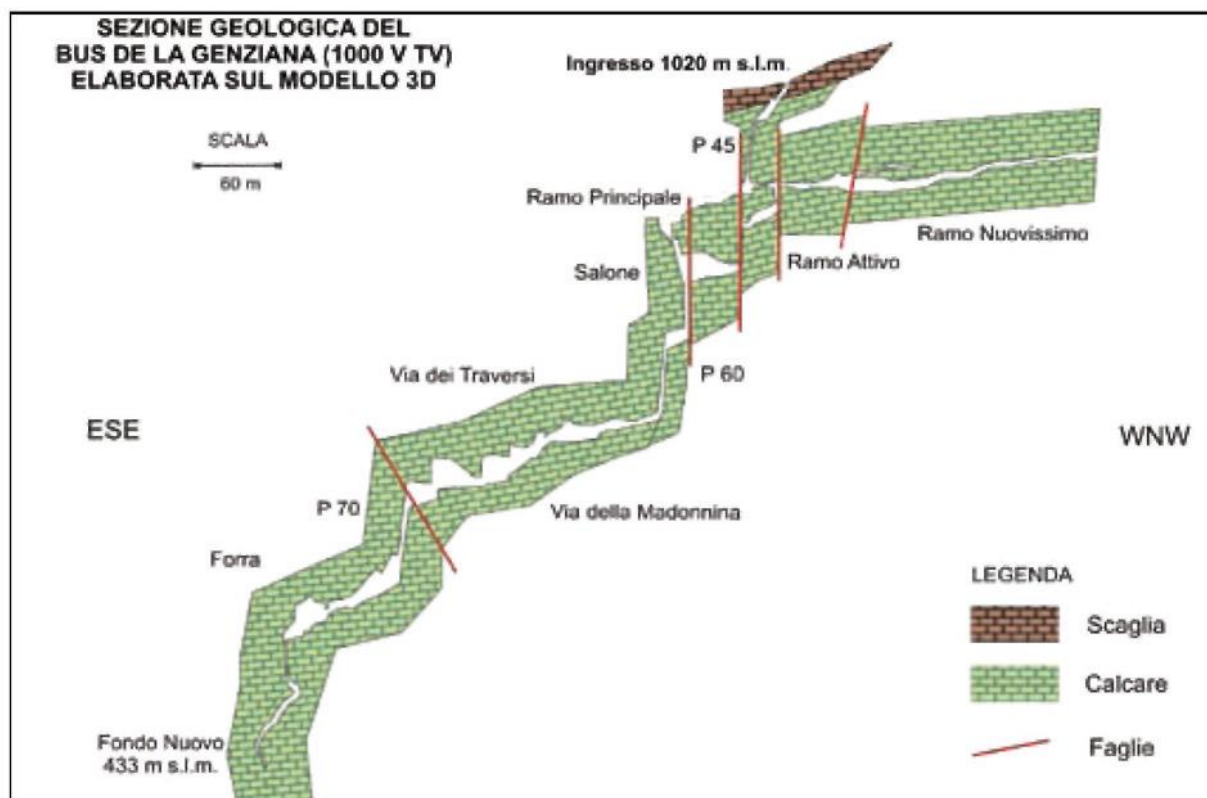 SEZIONE GEOLOGICA DEL
BUS DE LA GENZIANA (1000 V TV)
ELABORATA SUL MODELLO 3D
Ingresso 1020 m s.l.m.
SCALA
60 m
P 45
Ramo Principale
Ramo Nuovissimo
Ramo Attivo
Salone
Via dei Traversi
P 60
ESE
WNW
P 70
Via della Madonnina
Forra
LEGENDA
Scaglia
Calcare
Fondo Nuovo
433 m s.l.m.
Faglie